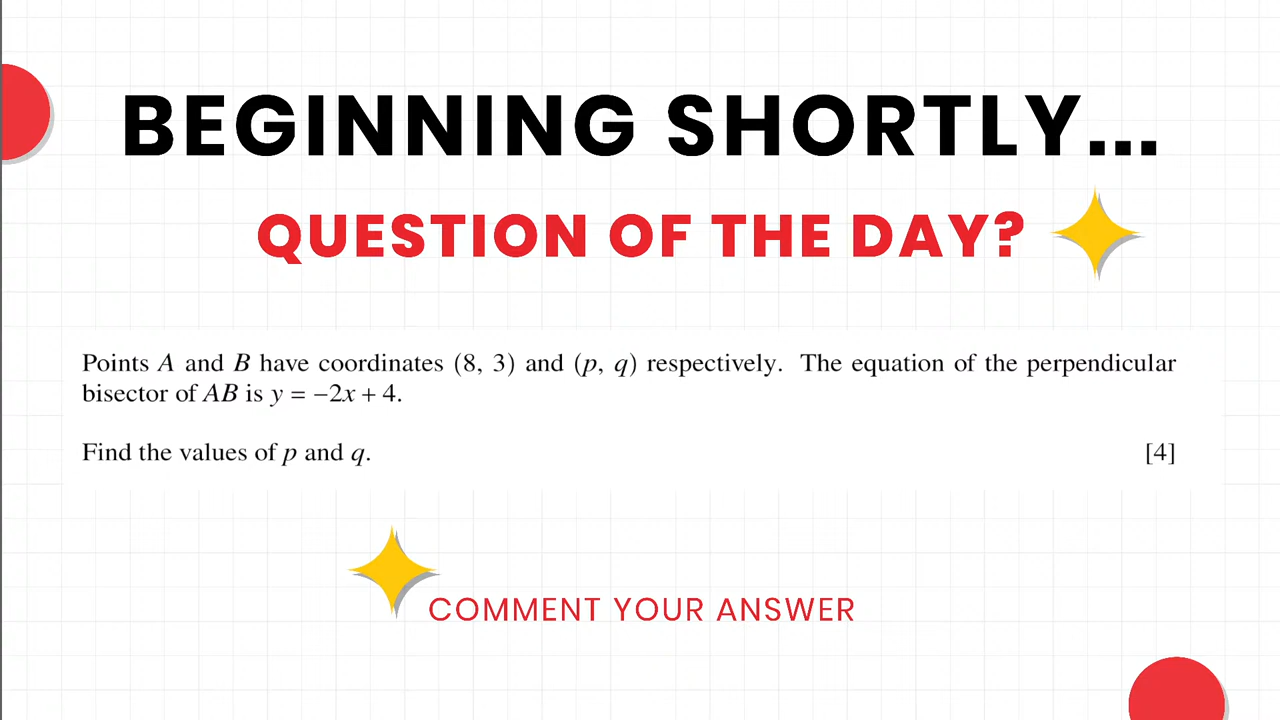 BEGINNING SHORTLY...
QUESTION OF THE DAY?
Points A and B have coordinates (8, 3) and (p, q) respectively. The equation of the perpendicular
bisector of AB is y = −2x + 4.
Find the values of p and q. [4]
COMMENT YOUR ANSWER